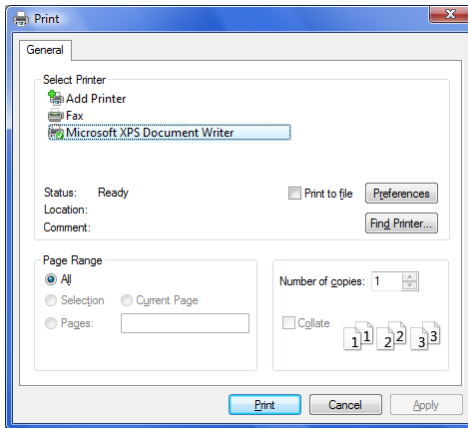 Print
General
Select Printer
Add Printer
Fax
Microsoft XPS Document Writer
Status: Ready
Print to file
Preferences
Location:
Comment:
Find Printer...
Page Range
All
Selection
Current Page
Pages:
Number of copies: 1
Collate
1 1 2 2 3 3
Print
Cancel
Apply